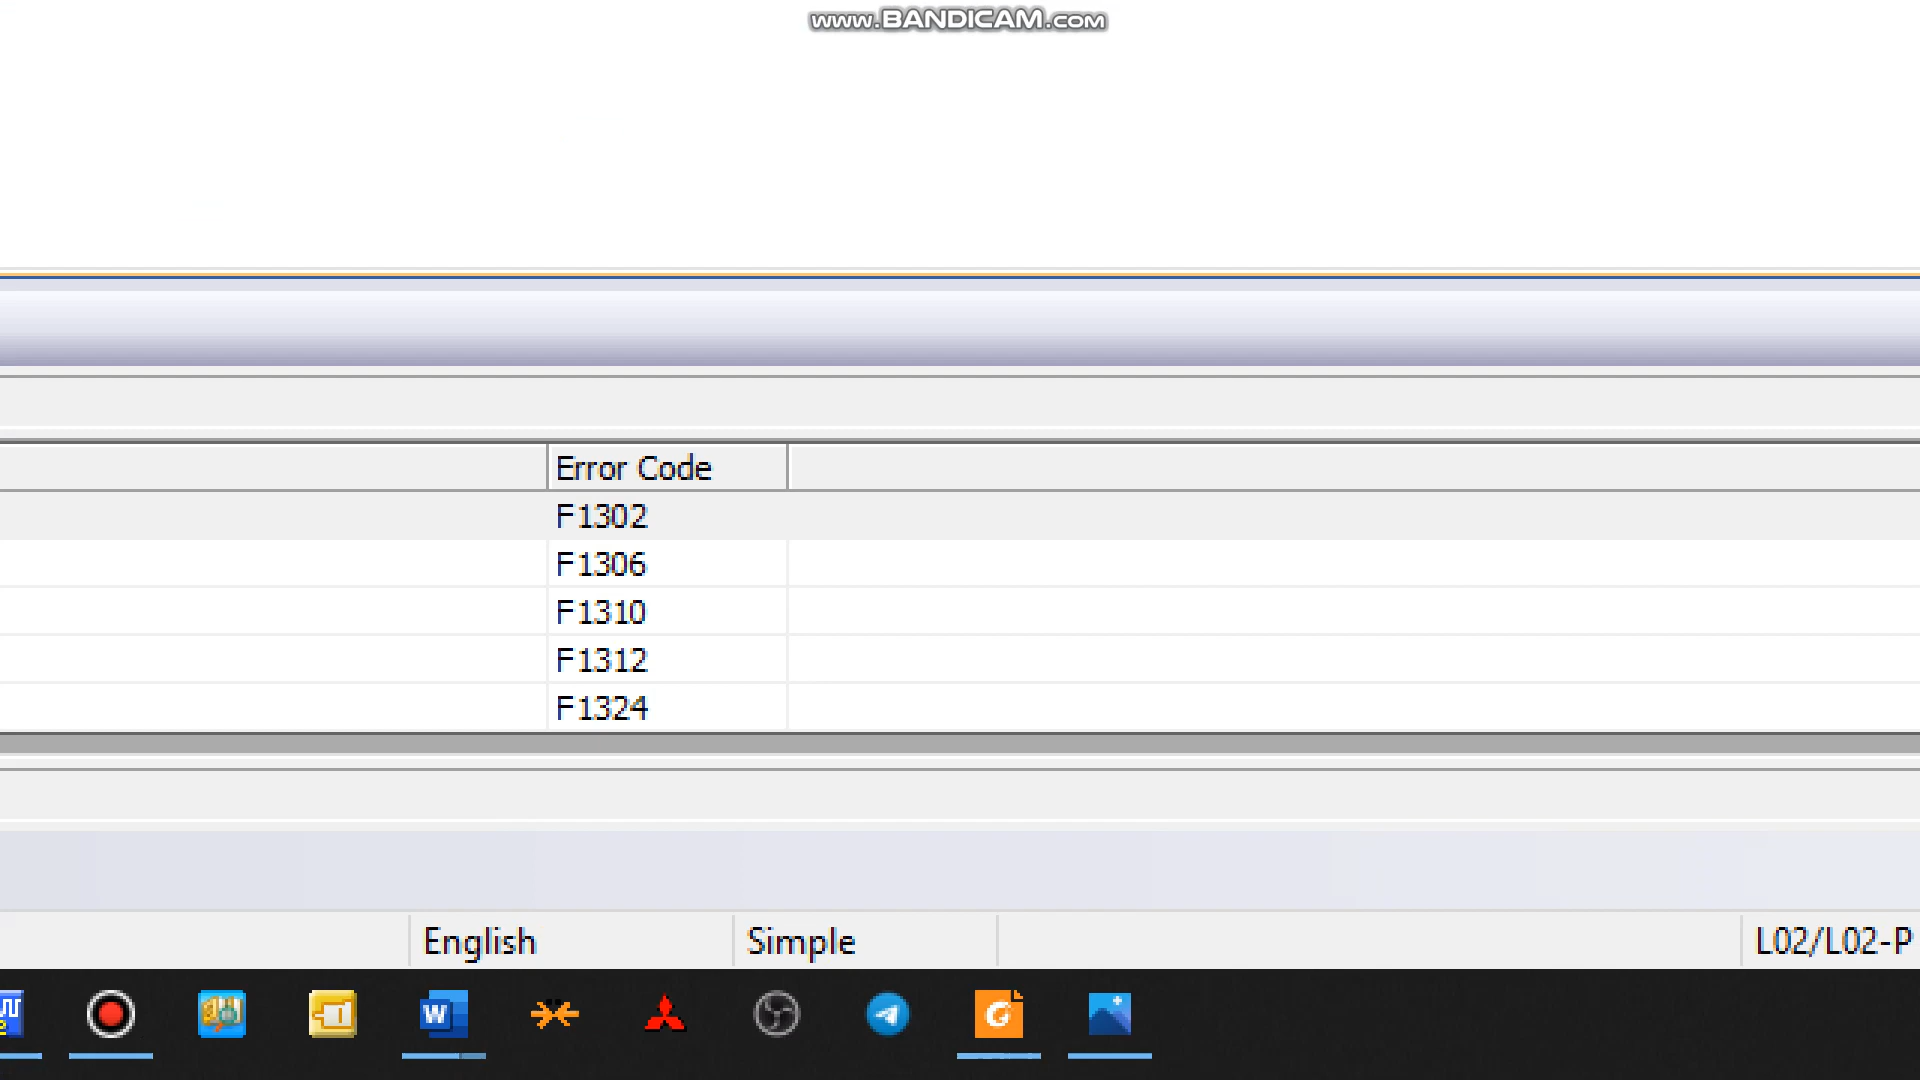 www.BANDICAM.com
Error Code
F1302
F1306
F1310
F1312
F1324
English
Simple
L02/L02-P